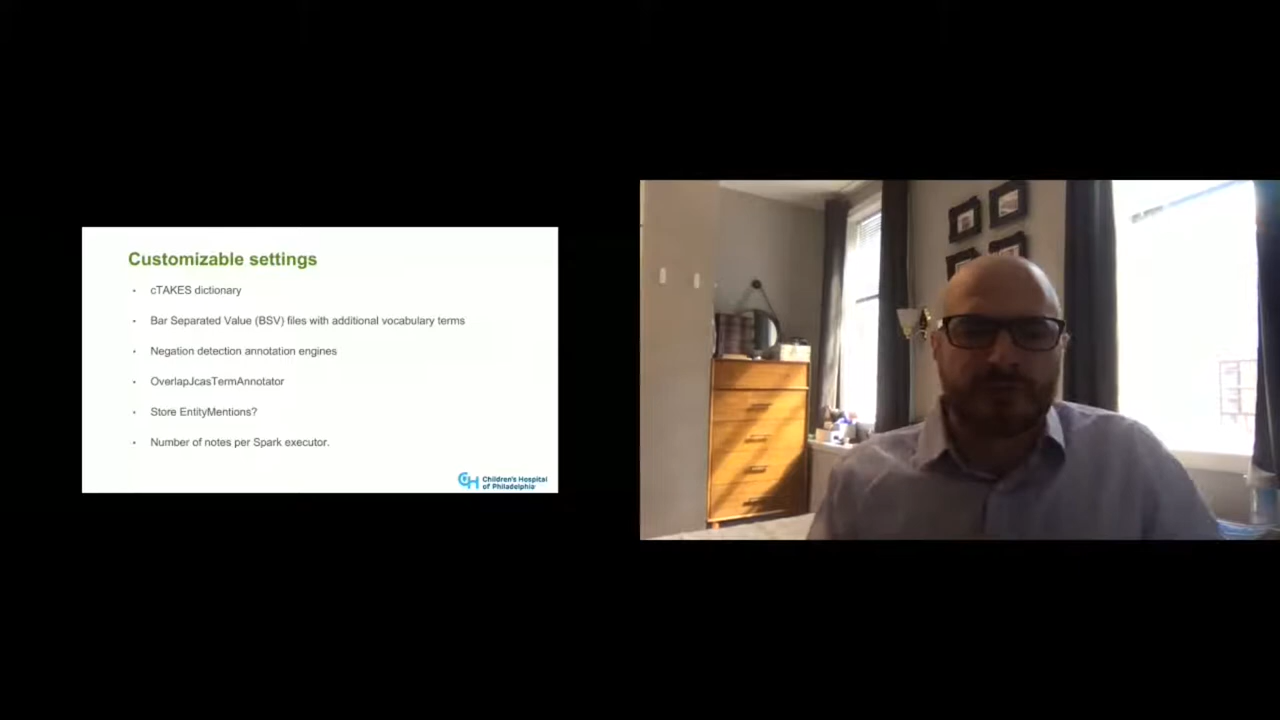 Customizable settings
• cTAKES dictionary
• Bar Separated Value (BSV) files with additional vocabulary terms
• Negation detection annotation engines
• OverlapJcasTermAnnotator
• Store EntityMentions?
• Number of notes per Spark executor.
CH Children's Hospital
of Philadelphia